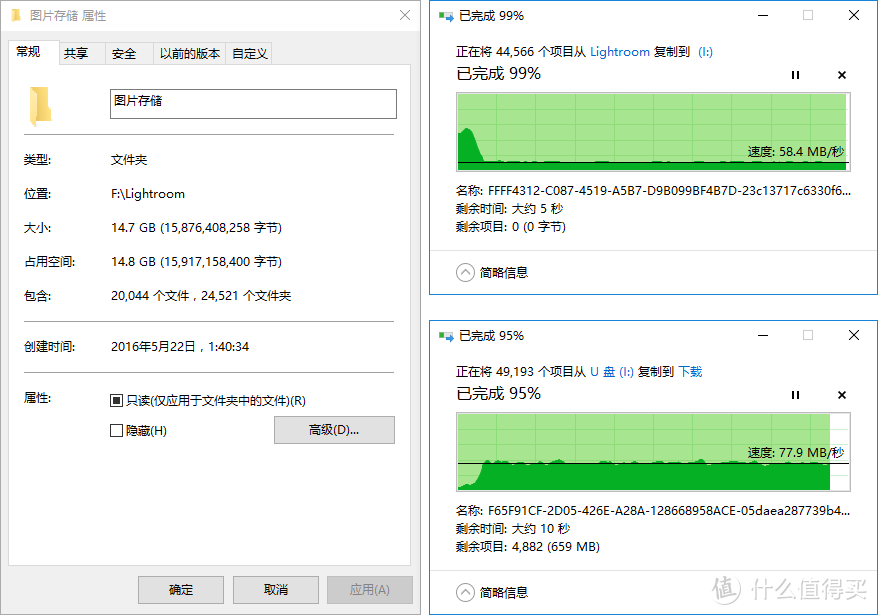 图片存储 属性
常规 共享 安全 以前的版本 自定义
图片存储
类型: 文件夹
位置: F:\Lightroom
大小: 14.7 GB (15,876,408,258 字节)
占用空间: 14.8 GB (15,917,158,400 字节)
包含: 20,044 个文件，24,521 个文件夹
创建时间: 2016年5月22日，1:40:34
属性: 只读(仅应用于文件夹中的文件)(R)
隐藏(H) 高级(D)...
确定 取消 应用(A)
已完成 99%
正在将 44,566 个项目从 Lightroom 复制到 (I:)
已完成 99%
速度: 58.4 MB/秒
名称: FFFF4312-C087-4519-A5B7-D9B099BF4B7D-23c13717c6330f6...
剩余时间: 大约 5 秒
剩余项目: 0 (0 字节)
简略信息
已完成 95%
正在将 49,193 个项目从 U 盘 (I:) 复制到 下载
已完成 95%
速度: 77.9 MB/秒
名称: F65F91CF-2D05-426E-A28A-128668958ACE-05daea287739b4...
剩余时间: 大约 10 秒
剩余项目: 4,882 (659 MB)
简略信息
值 什么值得买